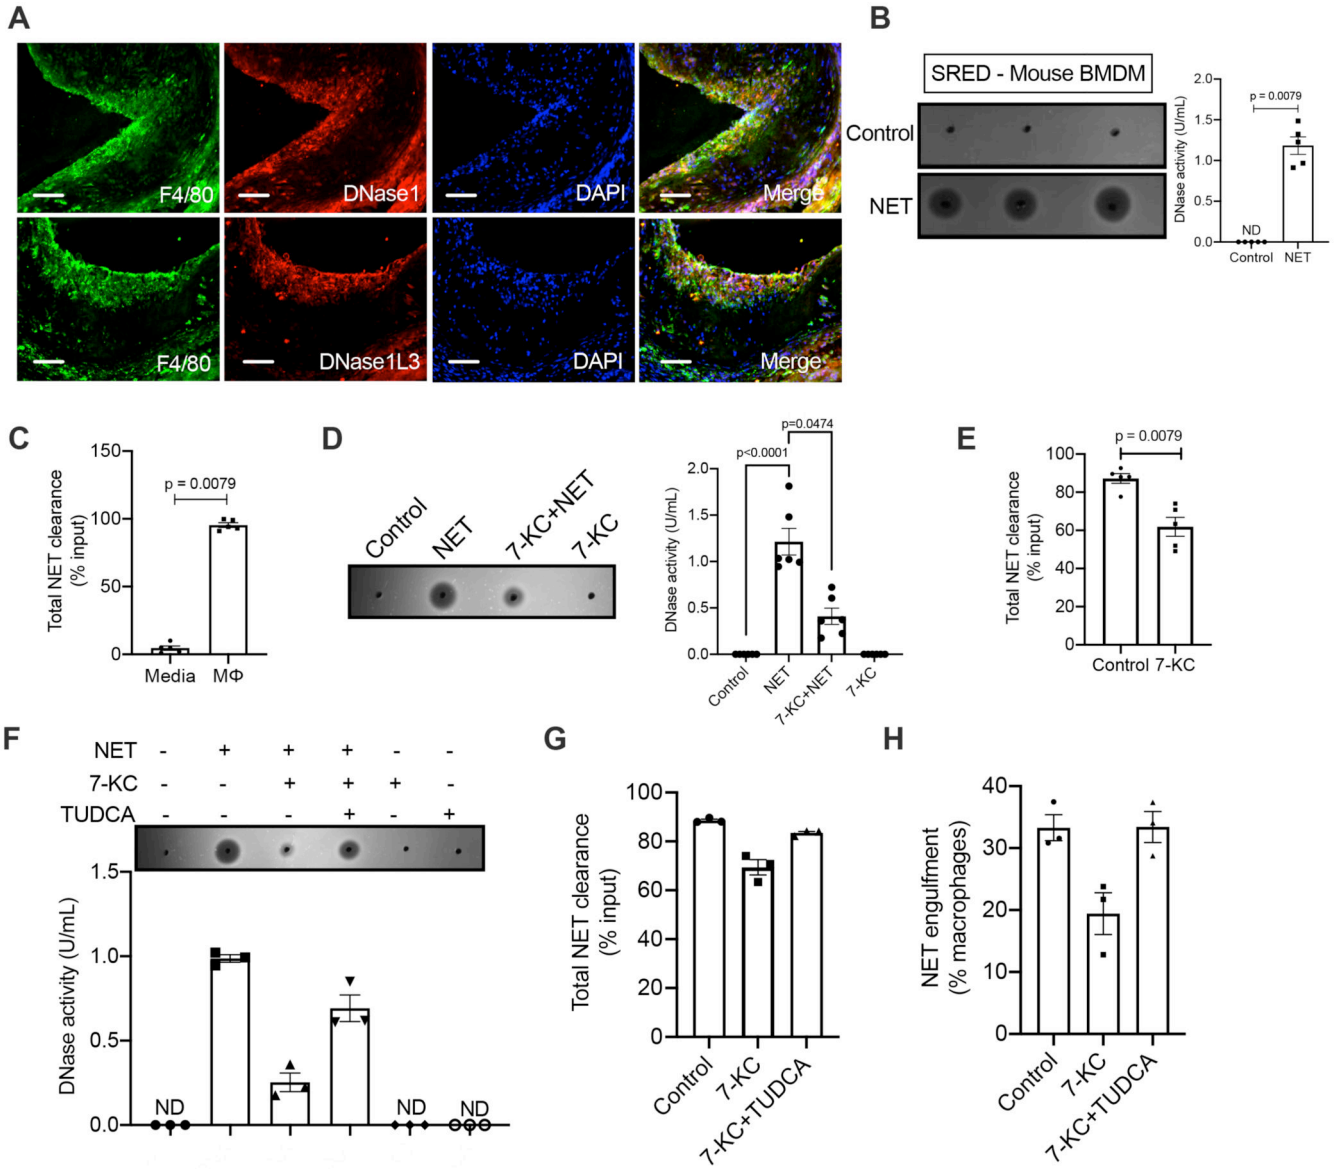 A
F4/80
DNase1
DAPI
Merge
F4/80
DNase1L3
DAPI
Merge
B
SRED - Mouse BMDM
Control
NET
DNase activity (U/mL)
2.0
1.5
1.0
0.5
0.0
p = 0.0079
ND
Control NET
C
Total NET clearance
(% input)
150
100
50
0
p = 0.0079
Media MΦ
D
Control
NET
7-KC+NET
7-KC
DNase activity (U/mL)
2.0
1.5
1.0
0.5
0.0
p=0.0474
p<0.0001
Control
NET
7-KC+NET
7-KC
E
Total NET clearance
(% input)
100
80
60
40
20
0
p = 0.0079
Control 7-KC
F
NET - + + + - -
7-KC - - + + + -
TUDCA - - - + - +
DNase activity (U/mL)
1.5
1.0
0.5
0.0
ND
ND
ND
G
Total NET clearance
(% input)
100
80
60
40
20
0
Control
7-KC
7-KC+TUDCA
H
NET engulfment
(% macrophages)
40
30
20
10
0
Control
7-KC
7-KC+TUDCA